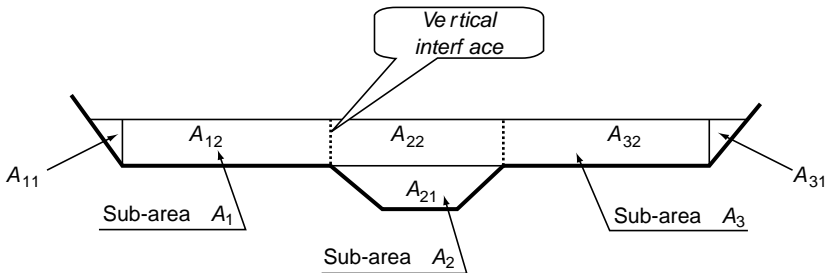 Vertical
interface
A12
A22
A32
A11
A31
A21
Sub-area A1
Sub-area A3
Sub-area A2